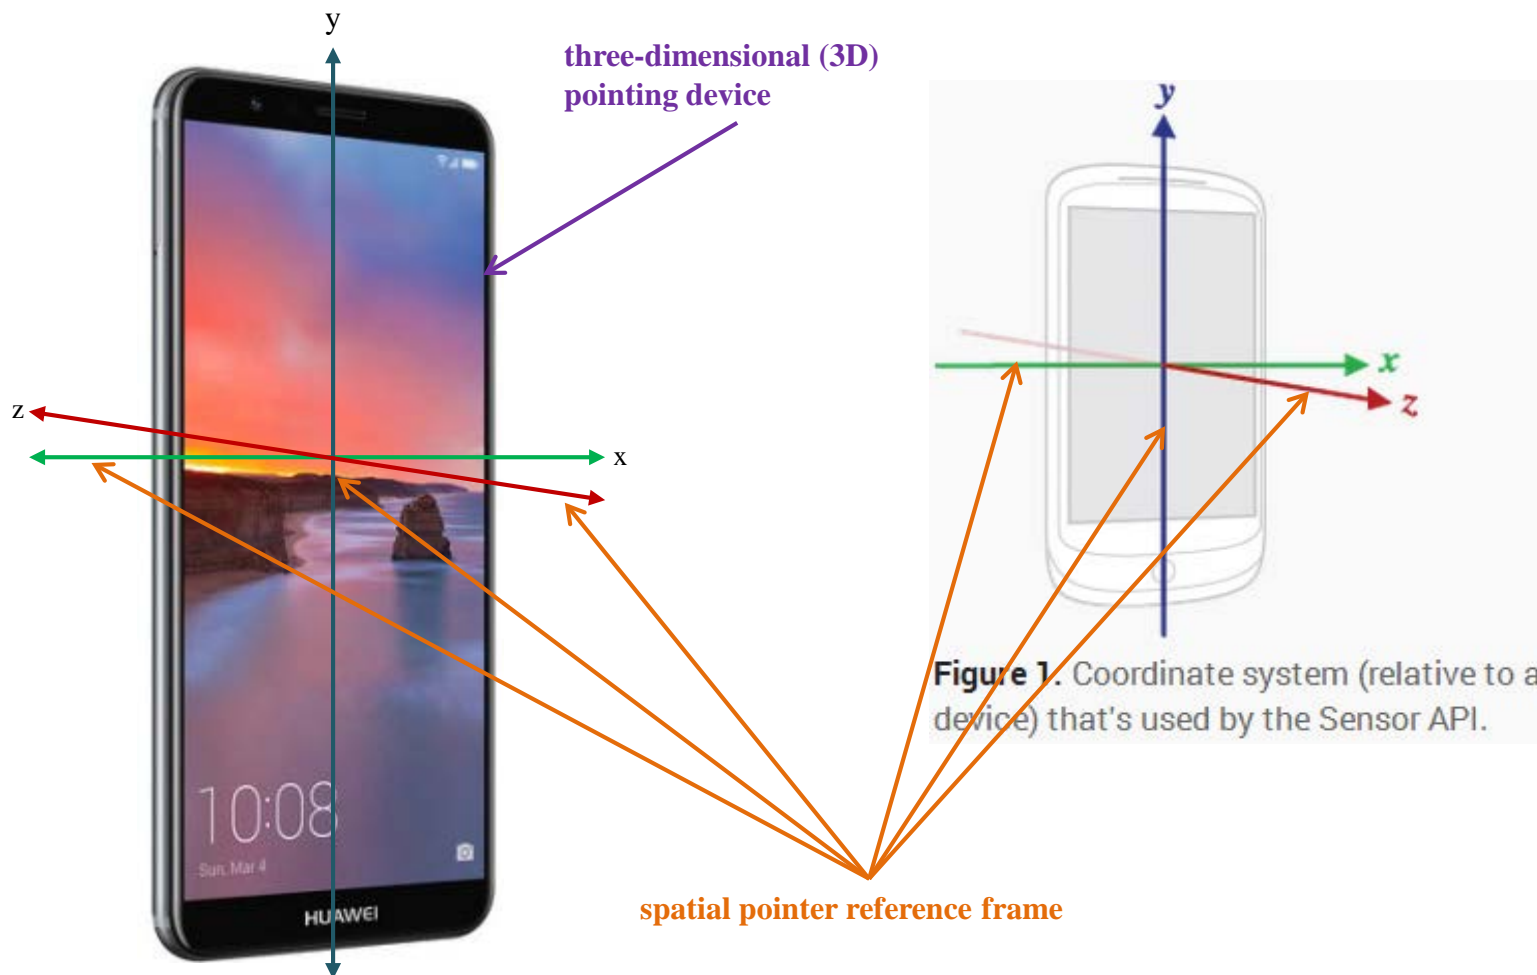 y
three-dimensional (3D)
pointing device
z
x
10:08
Sun, Mar 4
HUAWEI
y
x
z
Figure 1. Coordinate system (relative to a
device) that's used by the Sensor API.
spatial pointer reference frame